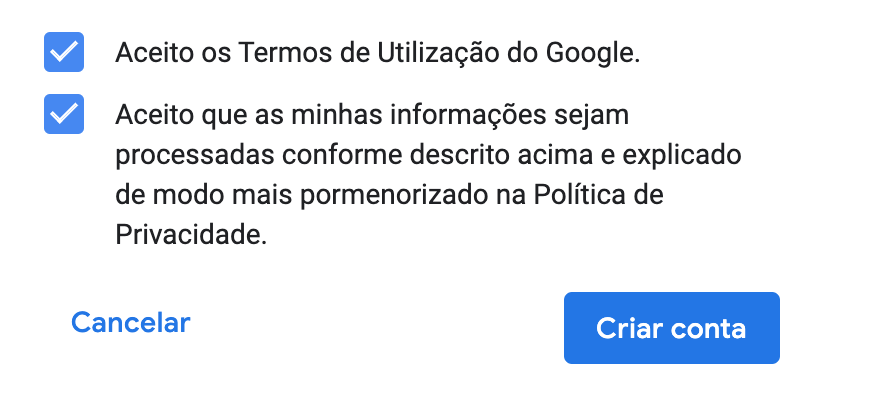 Aceito os Termos de Utilização do Google.
Aceito que as minhas informações sejam
processadas conforme descrito acima e explicado
de modo mais pormenorizado na Política de
Privacidade.
Cancelar
Criar conta